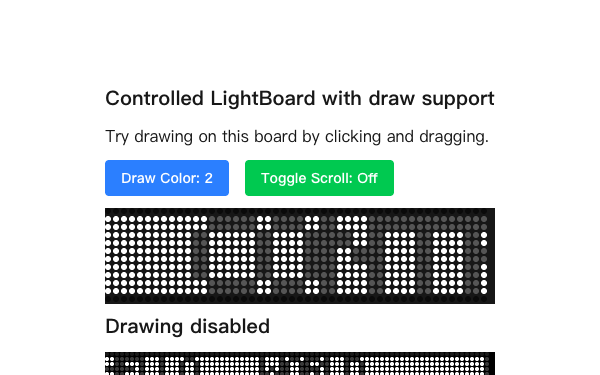 Controlled LightBoard with draw support
Try drawing on this board by clicking and dragging.
Draw Color: 2
Toggle Scroll: Off
Drawing disabled